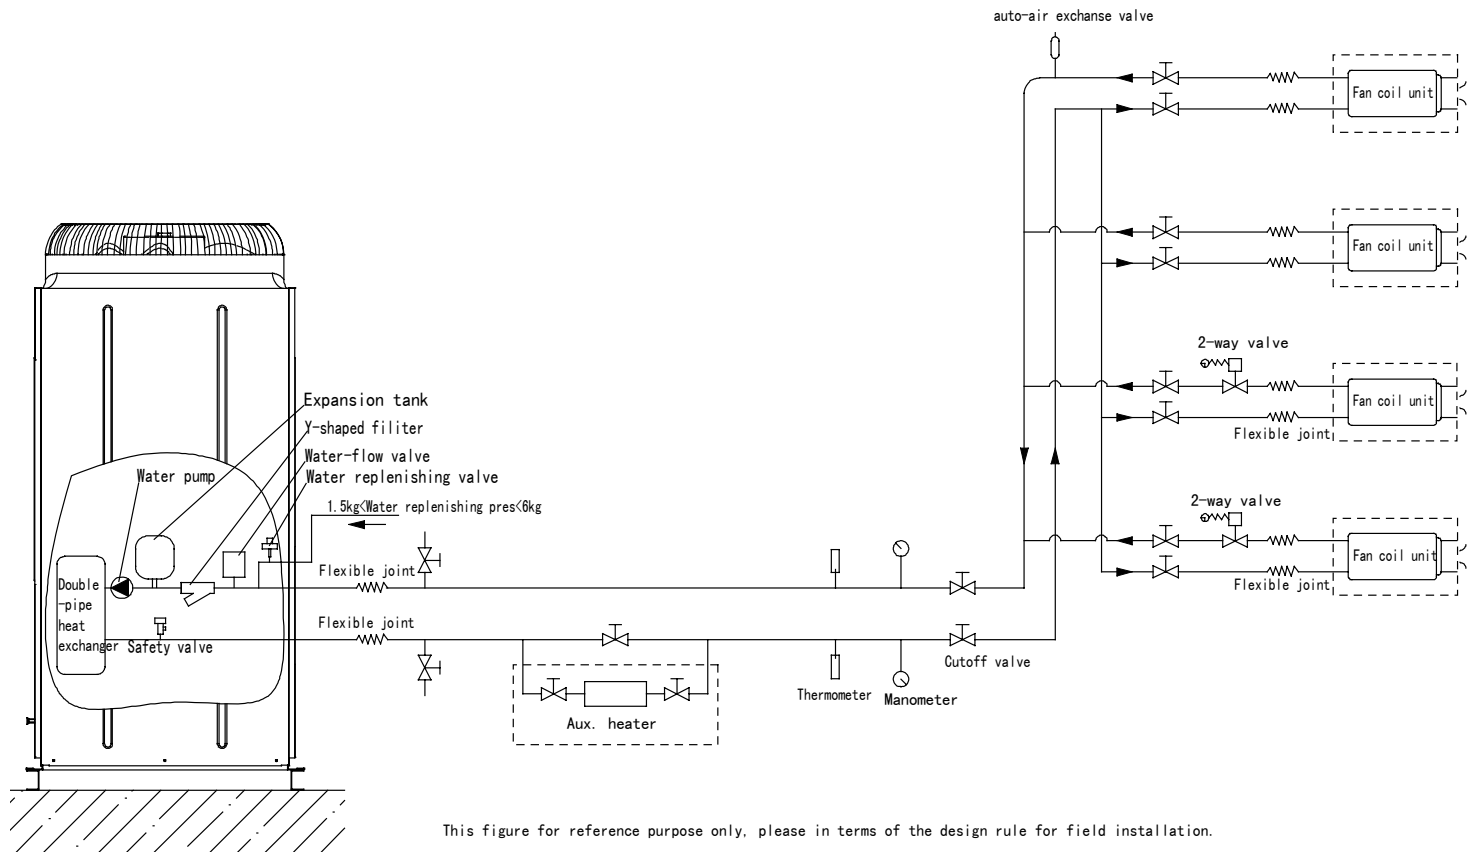 auto-air exchanse valve
Fan coil unit
Fan coil unit
2-way valve
Fan coil unit
Flexible joint
Expansion tank
Y-shaped filiter
Water-flow valve
Water replenishing valve
Water pump
1.5kg<Water replenishing pres<6kg
2-way valve
Fan coil unit
Flexible joint
Flexible joint
Double
-pipe
heat
exchanger
Safety valve
Flexible joint
Cutoff valve
Thermometer
Manometer
Aux. heater
This figure for reference purpose only, please in terms of the design rule for field installation.